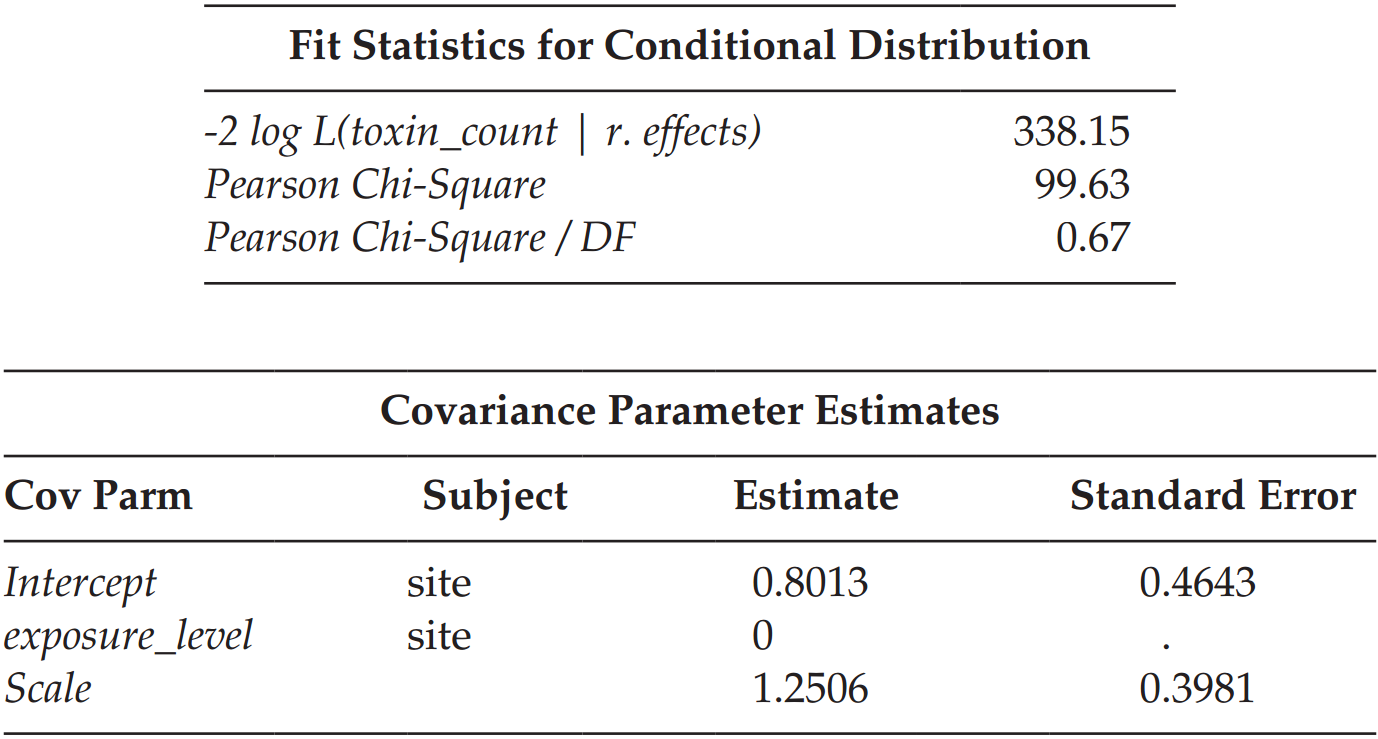 Fit Statistics for Conditional Distribution
-2 log L(toxin_count | r. effects) 338.15
Pearson Chi-Square 99.63
Pearson Chi-Square / DF 0.67
Covariance Parameter Estimates
Cov Parm Subject Estimate Standard Error
Intercept site 0.8013 0.4643
exposure_level site 0 .
Scale 1.2506 0.3981